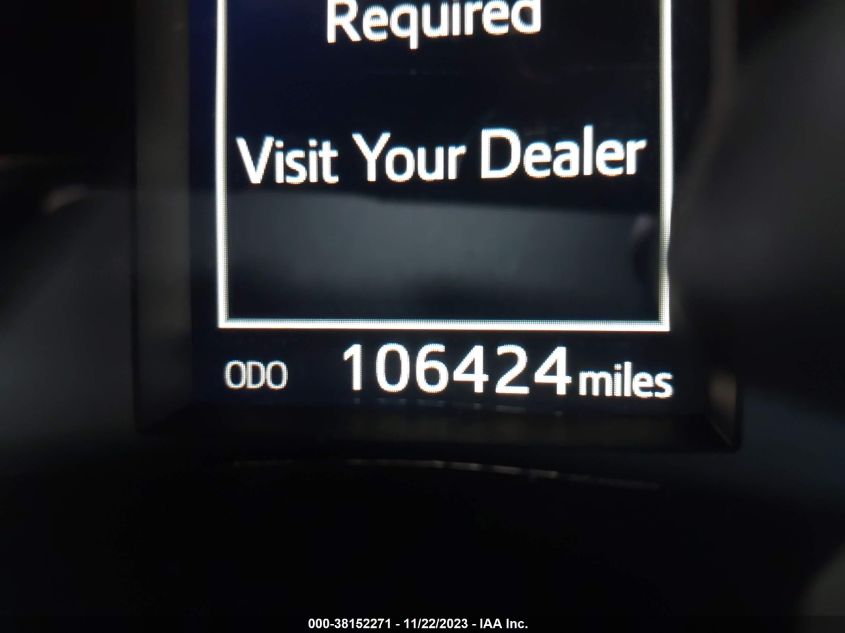 Required
Visit Your Dealer
ODO 106424 miles
000-38152271 - 11/22/2023 - IAA Inc.